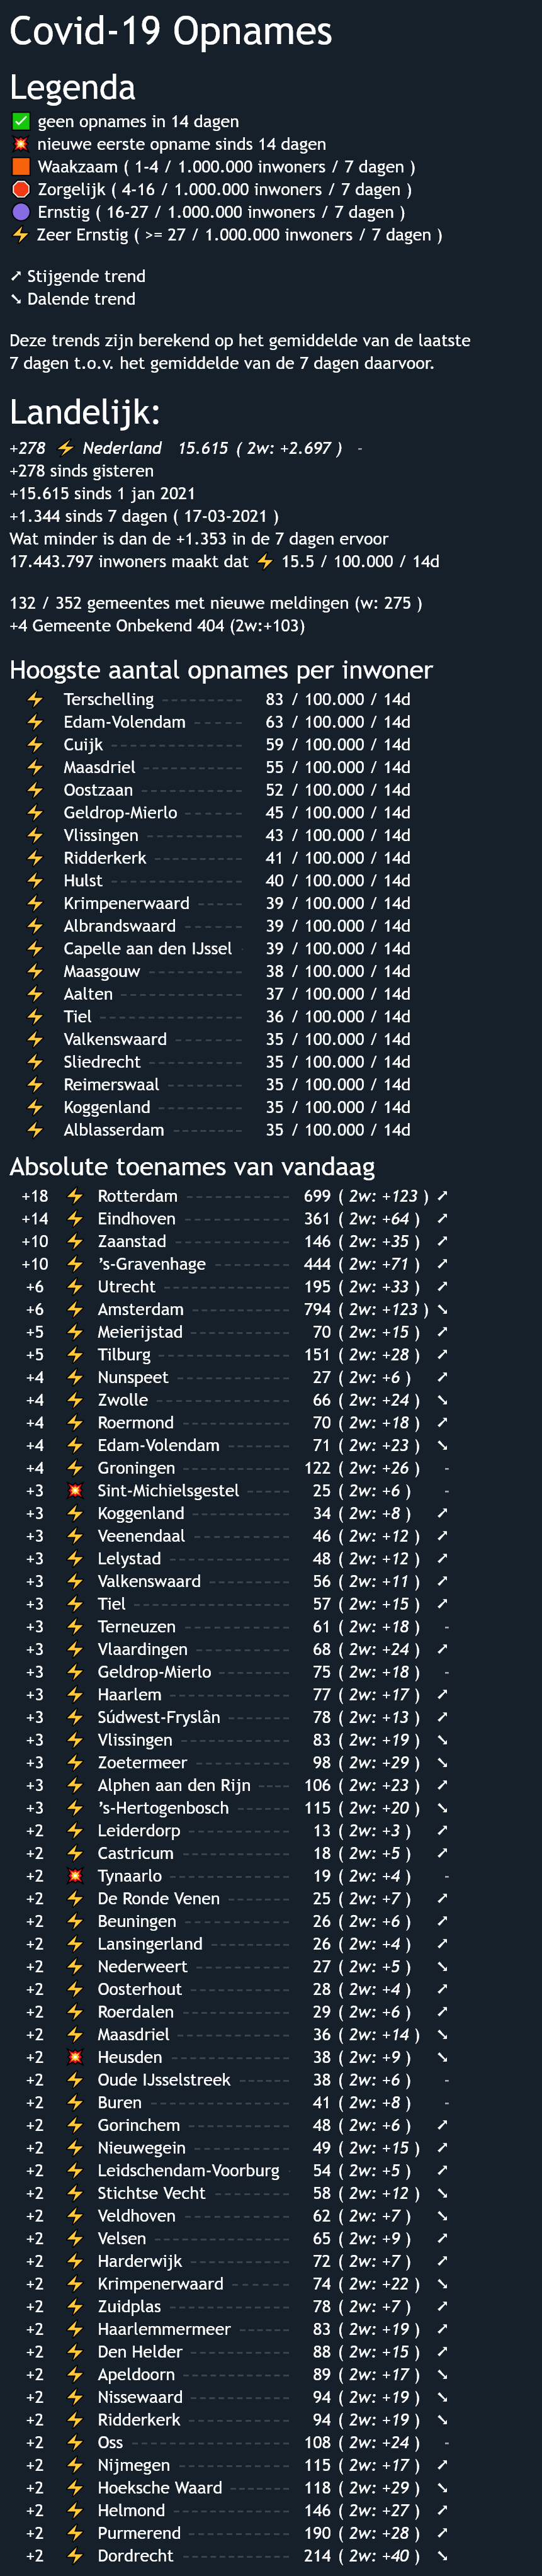 Covid-19 Opnames
Legenda
✅ geen opnames in 14 dagen
💥 nieuwe eerste opname sinds 14 dagen
🟧 Waakzaam ( 1-4 / 1.000.000 inwoners / 7 dagen )
🛑 Zorgelijk ( 4-16 / 1.000.000 inwoners / 7 dagen )
🟣 Ernstig ( 16-27 / 1.000.000 inwoners / 7 dagen )
⚡ Zeer Ernstig ( >= 27 / 1.000.000 inwoners / 7 dagen )
➚ Stijgende trend
➘ Dalende trend
Deze trends zijn berekend op het gemiddelde van de laatste
7 dagen t.o.v. het gemiddelde van de 7 dagen daarvoor.
Landelijk:
+278 ⚡ Nederland 15.615 ( 2w: +2.697 ) -
+278 sinds gisteren
+15.615 sinds 1 jan 2021
+1.344 sinds 7 dagen ( 17-03-2021 )
Wat minder is dan de +1.353 in de 7 dagen ervoor
17.443.797 inwoners maakt dat ⚡ 15.5 / 100.000 / 14d
132 / 352 gemeentes met nieuwe meldingen (w: 275 )
+4 Gemeente Onbekend 404 (2w:+103)
Hoogste aantal opnames per inwoner
⚡ Terschelling 83 / 100.000 / 14d
⚡ Edam-Volendam 63 / 100.000 / 14d
⚡ Cuijk 59 / 100.000 / 14d
⚡ Maasdriel 55 / 100.000 / 14d
⚡ Oostzaan 52 / 100.000 / 14d
⚡ Geldrop-Mierlo 45 / 100.000 / 14d
⚡ Vlissingen 43 / 100.000 / 14d
⚡ Ridderkerk 41 / 100.000 / 14d
⚡ Hulst 40 / 100.000 / 14d
⚡ Krimpenerwaard 39 / 100.000 / 14d
⚡ Albrandswaard 39 / 100.000 / 14d
⚡ Capelle aan den IJssel 39 / 100.000 / 14d
⚡ Maasgouw 38 / 100.000 / 14d
⚡ Aalten 37 / 100.000 / 14d
⚡ Tiel 36 / 100.000 / 14d
⚡ Valkenswaard 35 / 100.000 / 14d
⚡ Sliedrecht 35 / 100.000 / 14d
⚡ Reimerswaal 35 / 100.000 / 14d
⚡ Koggenland 35 / 100.000 / 14d
⚡ Alblasserdam 35 / 100.000 / 14d
Absolute toenames van vandaag
+18 ⚡ Rotterdam 699 ( 2w: +123 ) ➚
+14 ⚡ Eindhoven 361 ( 2w: +64 ) ➚
+10 ⚡ Zaanstad 146 ( 2w: +35 ) ➚
+10 ⚡ 's-Gravenhage 444 ( 2w: +71 ) ➚
+6 ⚡ Utrecht 195 ( 2w: +33 ) ➚
+6 ⚡ Amsterdam 794 ( 2w: +123 ) ➘
+5 ⚡ Meierijstad 70 ( 2w: +15 ) ➚
+5 ⚡ Tilburg 151 ( 2w: +28 ) ➚
+4 ⚡ Nunspeet 27 ( 2w: +6 ) ➚
+4 ⚡ Zwolle 66 ( 2w: +24 ) ➘
+4 ⚡ Roermond 70 ( 2w: +18 ) ➚
+4 ⚡ Edam-Volendam 71 ( 2w: +23 ) ➘
+4 ⚡ Groningen 122 ( 2w: +26 ) -
+3 💥 Sint-Michielsgestel 25 ( 2w: +6 ) -
+3 ⚡ Koggenland 34 ( 2w: +8 ) ➚
+3 ⚡ Veenendaal 46 ( 2w: +12 ) ➚
+3 ⚡ Lelystad 48 ( 2w: +12 ) ➚
+3 ⚡ Valkenswaard 56 ( 2w: +11 ) ➚
+3 ⚡ Tiel 57 ( 2w: +15 ) ➚
+3 ⚡ Terneuzen 61 ( 2w: +18 ) -
+3 ⚡ Vlaardingen 68 ( 2w: +24 ) ➚
+3 ⚡ Geldrop-Mierlo 75 ( 2w: +18 ) -
+3 ⚡ Haarlem 77 ( 2w: +17 ) ➚
+3 ⚡ Súdwest-Fryslân 78 ( 2w: +13 ) ➚
+3 ⚡ Vlissingen 83 ( 2w: +19 ) ➘
+3 ⚡ Zoetermeer 98 ( 2w: +29 ) ➘
+3 ⚡ Alphen aan den Rijn 106 ( 2w: +23 ) ➚
+3 ⚡ 's-Hertogenbosch 115 ( 2w: +20 ) ➘
+2 ⚡ Leiderdorp 13 ( 2w: +3 ) ➚
+2 ⚡ Castricum 18 ( 2w: +5 ) ➚
+2 💥 Tynaarlo 19 ( 2w: +4 ) -
+2 ⚡ De Ronde Venen 25 ( 2w: +7 ) ➚
+2 ⚡ Beuningen 26 ( 2w: +6 ) ➚
+2 ⚡ Lansingerland 26 ( 2w: +4 ) ➚
+2 ⚡ Nederweert 27 ( 2w: +5 ) ➘
+2 ⚡ Oosterhout 28 ( 2w: +4 ) ➚
+2 ⚡ Roerdalen 29 ( 2w: +6 ) ➚
+2 ⚡ Maasdriel 36 ( 2w: +14 ) ➘
+2 💥 Heusden 38 ( 2w: +9 ) ➘
+2 ⚡ Oude IJsselstreek 38 ( 2w: +6 ) -
+2 ⚡ Buren 41 ( 2w: +8 ) -
+2 ⚡ Gorinchem 48 ( 2w: +6 ) ➚
+2 ⚡ Nieuwegein 49 ( 2w: +15 ) ➚
+2 ⚡ Leidschendam-Voorburg 54 ( 2w: +5 ) ➚
+2 ⚡ Stichtse Vecht 58 ( 2w: +12 ) ➘
+2 ⚡ Veldhoven 62 ( 2w: +7 ) ➘
+2 ⚡ Velsen 65 ( 2w: +9 ) ➚
+2 ⚡ Harderwijk 72 ( 2w: +7 ) ➚
+2 ⚡ Krimpenerwaard 74 ( 2w: +22 ) ➘
+2 ⚡ Zuidplas 78 ( 2w: +7 ) ➚
+2 ⚡ Haarlemmermeer 83 ( 2w: +19 ) ➚
+2 ⚡ Den Helder 88 ( 2w: +15 ) ➚
+2 ⚡ Apeldoorn 89 ( 2w: +17 ) ➘
+2 ⚡ Nissewaard 94 ( 2w: +19 ) ➘
+2 ⚡ Ridderkerk 94 ( 2w: +19 ) ➘
+2 ⚡ Oss 108 ( 2w: +24 ) -
+2 ⚡ Nijmegen 115 ( 2w: +17 ) ➚
+2 ⚡ Hoeksche Waard 118 ( 2w: +29 ) ➘
+2 ⚡ Helmond 146 ( 2w: +27 ) ➚
+2 ⚡ Purmerend 190 ( 2w: +28 ) ➚
+2 ⚡ Dordrecht 214 ( 2w: +40 ) ➘